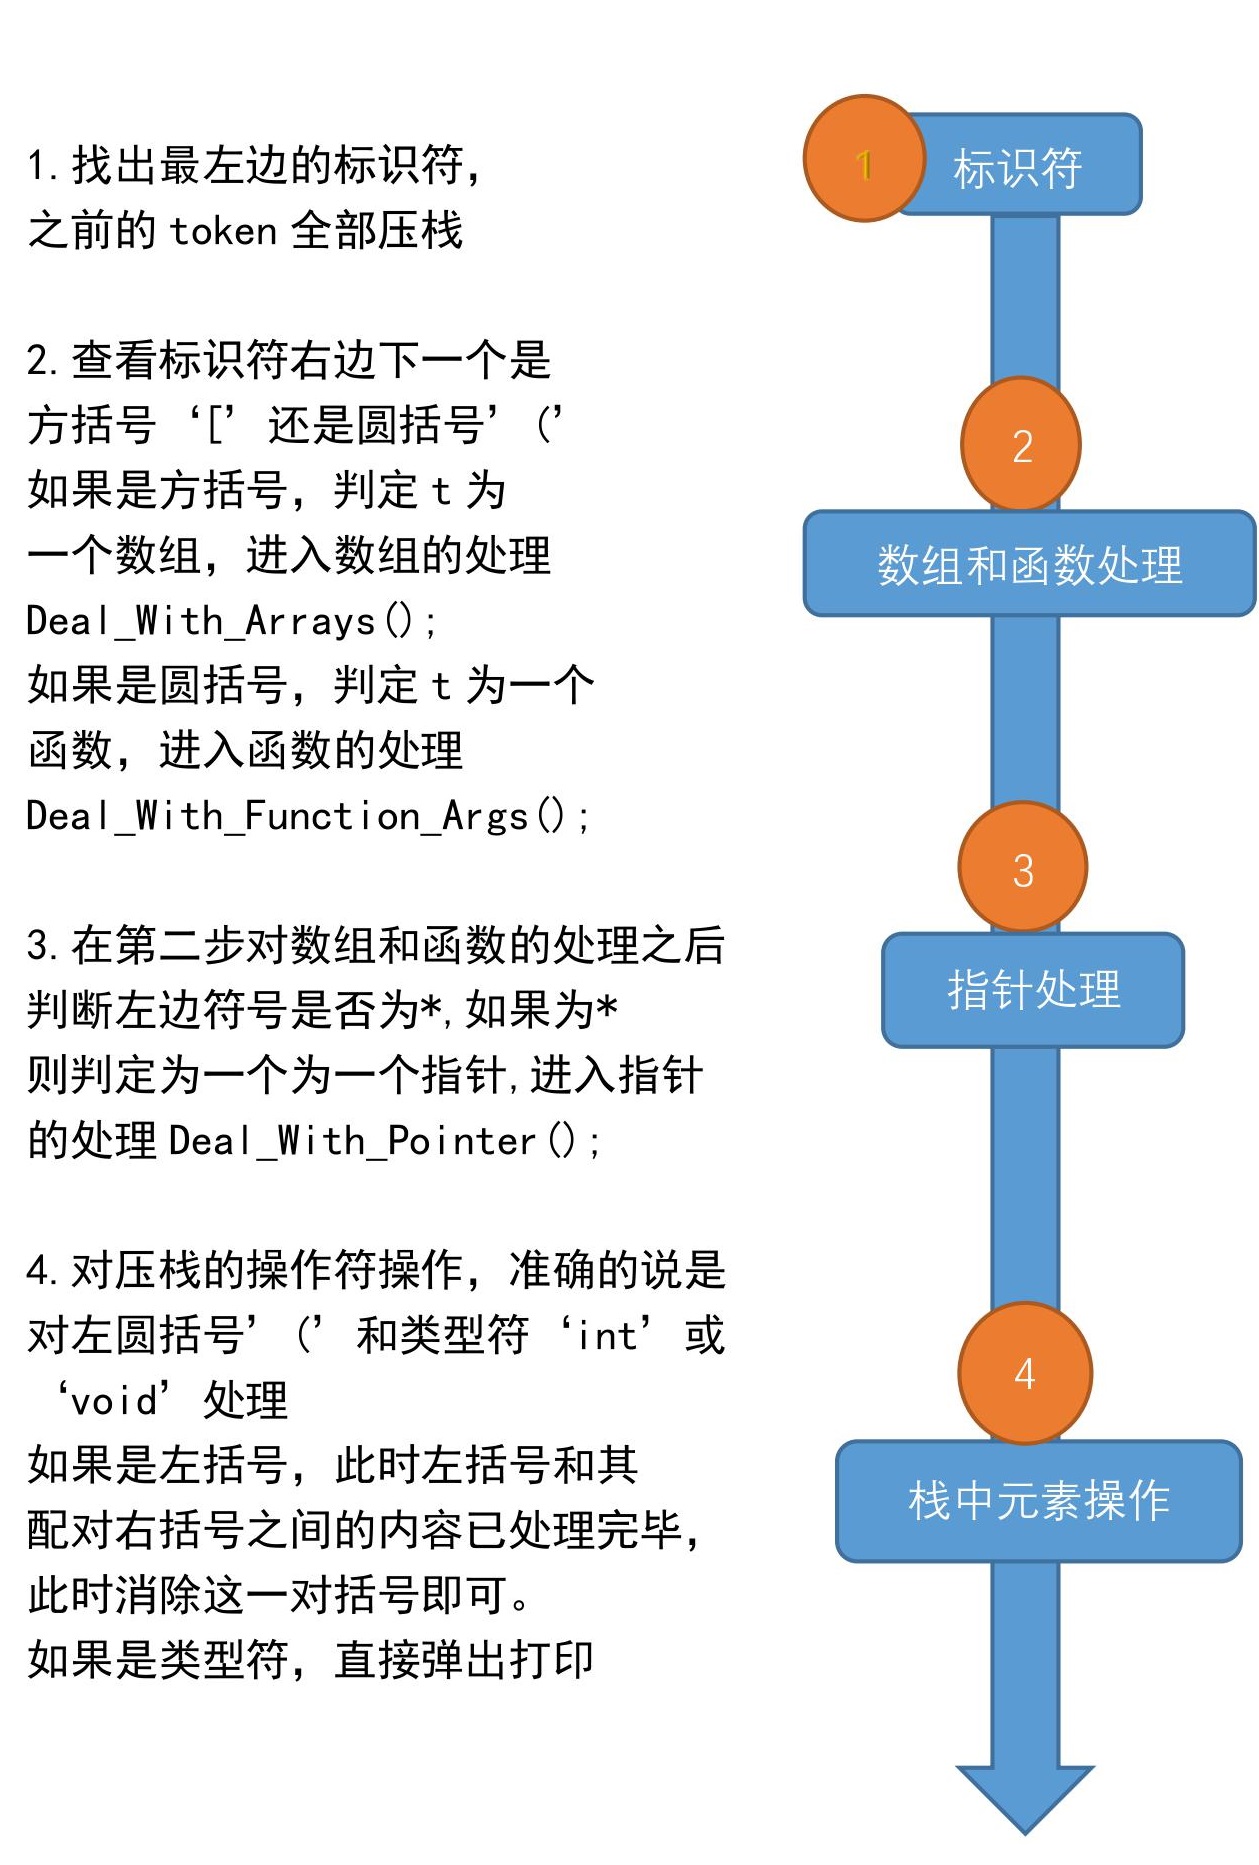 1.找出最左边的标识符，
之前的 token 全部压栈
2.查看标识符右边下一个是
方括号‘[’还是圆括号’(’
如果是方括号，判定 t 为
一个数组，进入数组的处理
Deal_With_Arrays();
如果是圆括号，判定 t 为一个
函数，进入函数的处理
Deal_With_Function_Args();
3.在第二步对数组和函数的处理之后
判断左边符号是否为*,如果为*
则判定为一个为一个指针,进入指针
的处理 Deal_With_Pointer();
4.对压栈的操作符操作，准确的说是
对左圆括号’(’和类型符‘int’或
‘void’处理
如果是左括号，此时左括号和其
配对右括号之间的内容已处理完毕，
此时消除这一对括号即可。
如果是类型符，直接弹出打印
1
标识符
2
数组和函数处理
3
指针处理
4
栈中元素操作